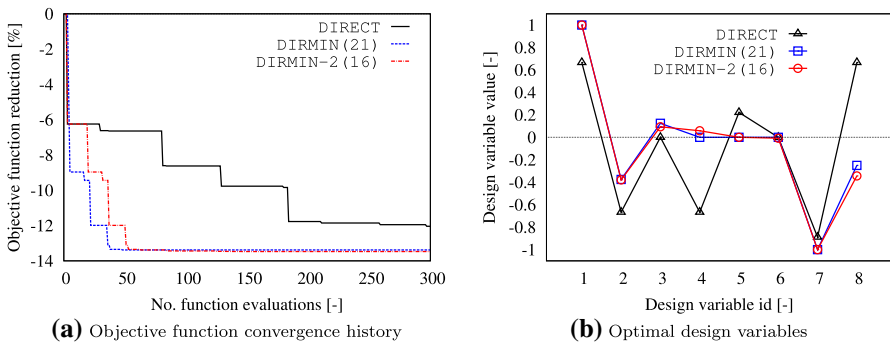 Objective function reduction [%]
0
-2
-4
-6
-8
-10
-12
-14
DIRECT
DIRMIN(21)
DIRMIN-2(16)
0 50 100 150 200 250 300
No. function evaluations [-]
(a) Objective function convergence history
Design variable value [-]
1
0.8
0.6
0.4
0.2
0
-0.2
-0.4
-0.6
-0.8
-1
DIRECT
DIRMIN(21)
DIRMIN-2(16)
1 2 3 4 5 6 7 8
Design variable id [-]
(b) Optimal design variables